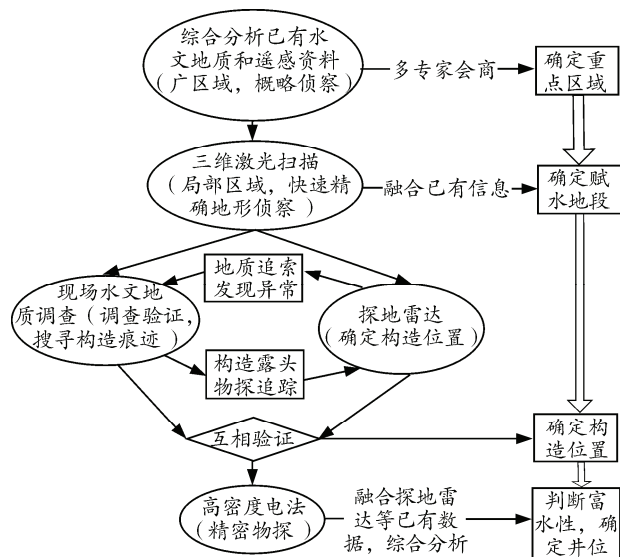 综合分析已有水
文地质和遥感资料
(广区域，概略侦察)
多专家会商
确定重
点区域
三维激光扫描
(局部区域，快速精
确地形侦察)
融合已有信息
确定赋
水地段
地质追索
发现异常
现场水文地
质调查(调查验证，
搜寻构造痕迹)
探地雷达
(确定构造位置)
构造露头
物探追踪
互相验证
确定构
造位置
高密度电法
(精密物探)
融合探地雷
达等已有数
据，综合分析
判断富
水性，确
定井位